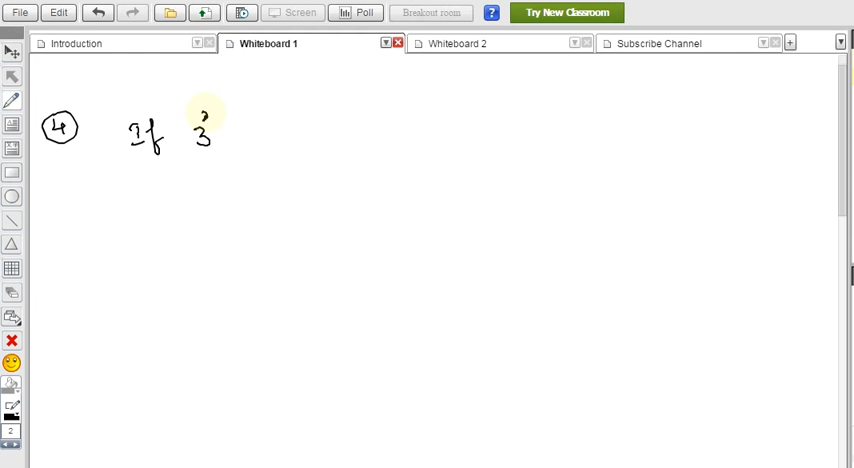 File Edit Screen Poll Breakout room ? Try New Classroom
Introduction Whiteboard 1 Whiteboard 2 Subscribe Channel +
④ If 3
2